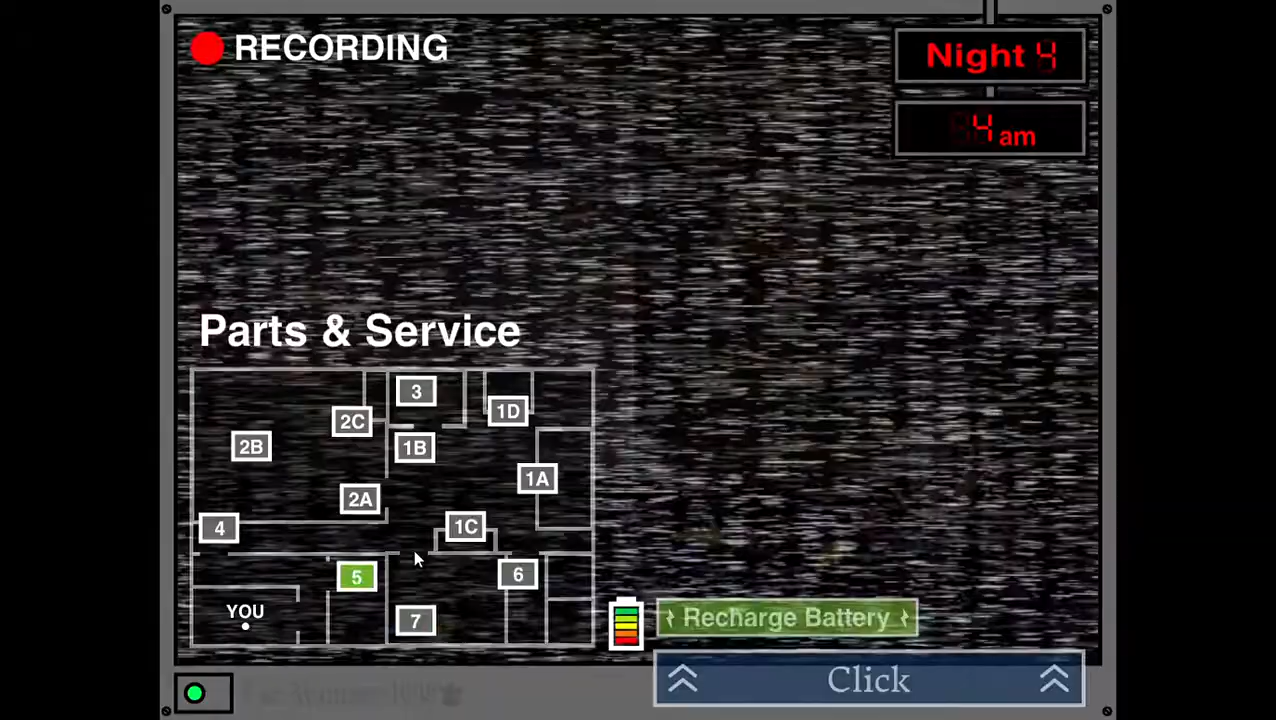 RECORDING
Night 4
4 am
Parts & Service
3
1D
2C
2B
1B
1A
2A
1C
4
5
6
YOU
7
Recharge Battery
Click